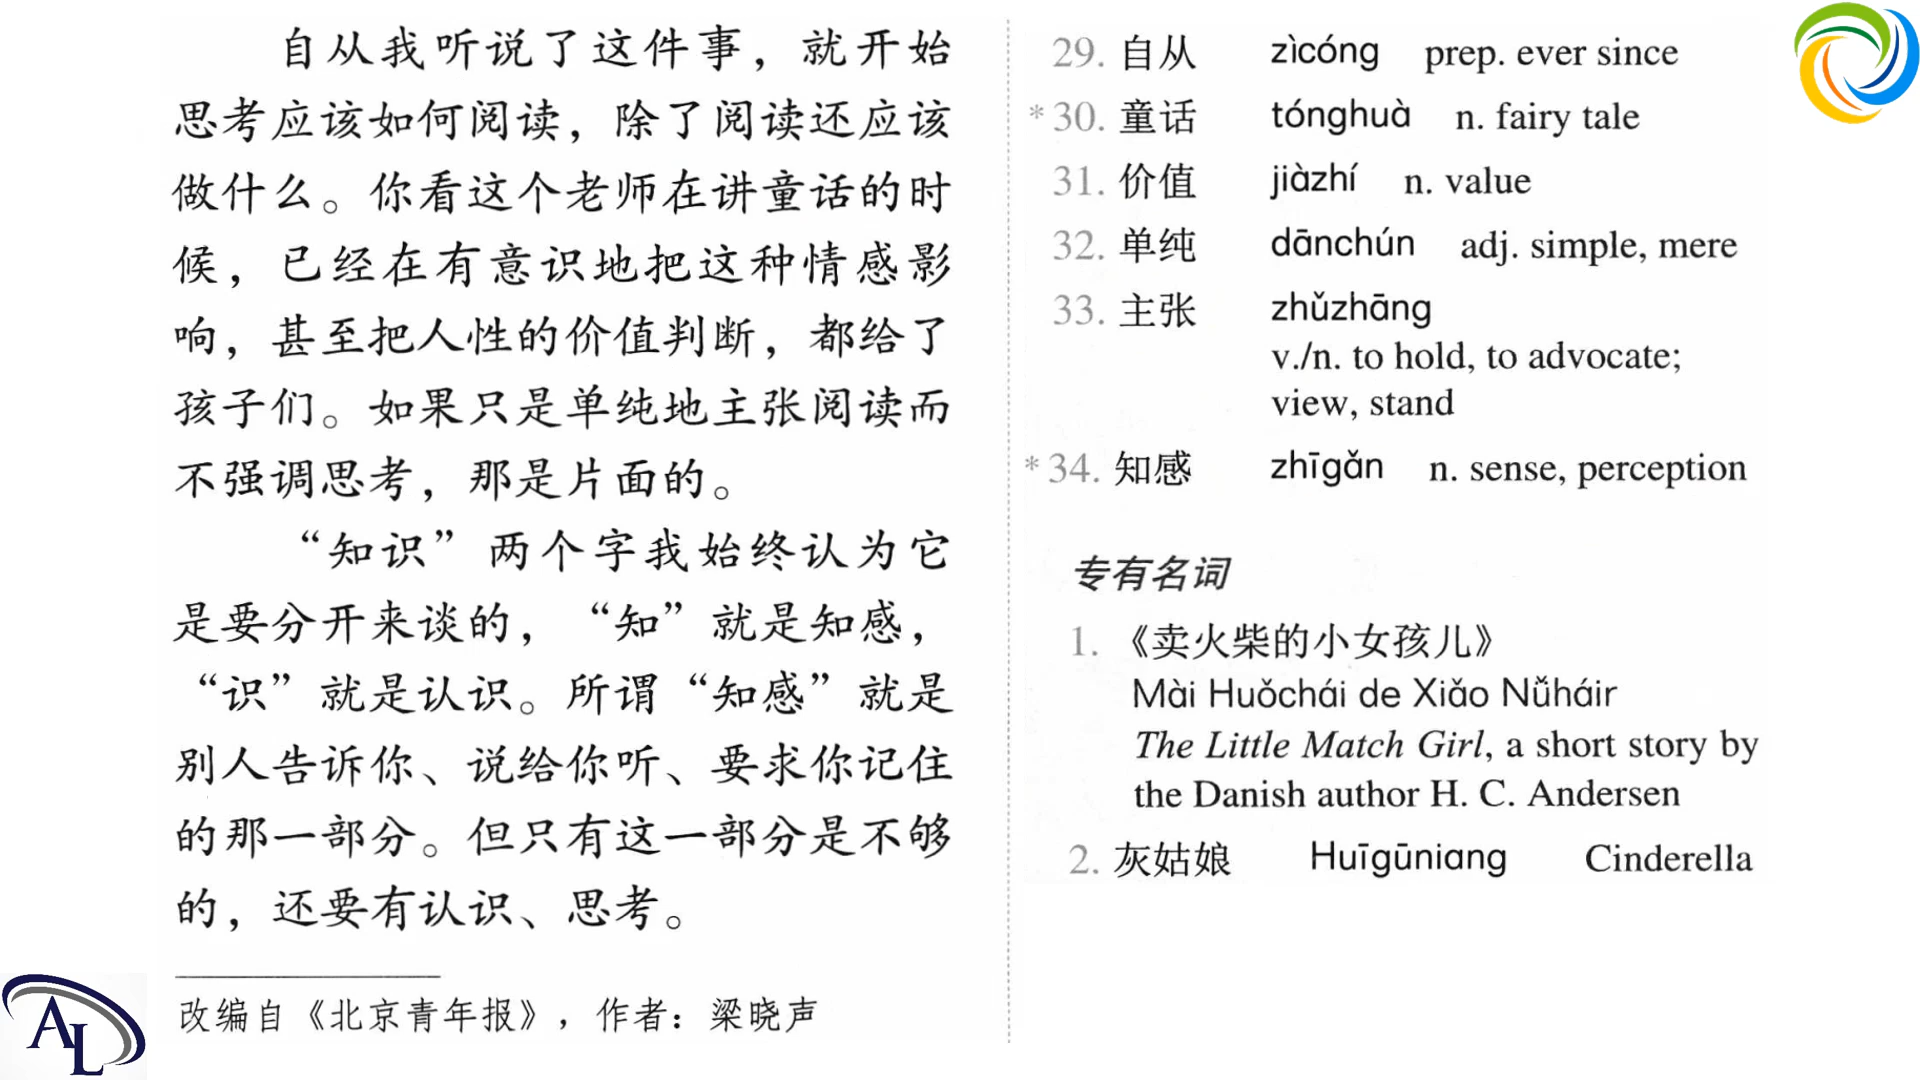 自从我听说了这件事，就开始
思考应该如何阅读，除了阅读还应该
做什么。你看这个老师在讲童话的时
候，已经在有意识地把这种情感影
响，甚至把人性的价值判断，都给了
孩子们。如果只是单纯地主张阅读而
不强调思考，那是片面的。
“知识”两个字我始终认为它
是要分开来谈的，“知”就是知感，
“识”就是认识。所谓“知感”就是
别人告诉你、说给你听、要求你记住
的那一部分。但只有这一部分是不够
的，还要有认识、思考。
改编自《北京青年报》，作者：梁晓声
29. 自从 zìcóng prep. ever since
*30. 童话 tónghuà n. fairy tale
31. 价值 jiàzhí n. value
32. 单纯 dānchún adj. simple, mere
33. 主张 zhǔzhāng
v./n. to hold, to advocate;
view, stand
*34. 知感 zhīgǎn n. sense, perception
专有名词
1. 《卖火柴的小女孩儿》
Mài Huǒchái de Xiǎo Nǚháir
The Little Match Girl, a short story by
the Danish author H. C. Andersen
2. 灰姑娘 Huīgūniang Cinderella
AL